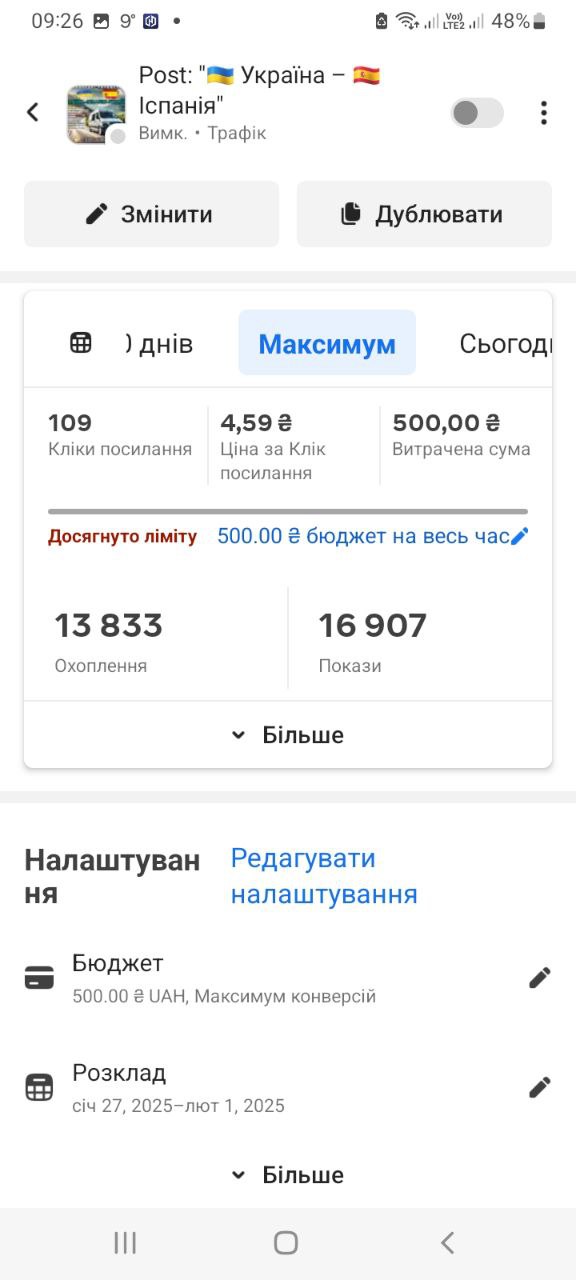 09:26 9° Vo)) LTE2 48%
Post: "🇺🇦 Україна – 🇪🇸
Іспанія"
Вимк. • Трафік
Змінити
Дублювати
) днів
Максимум
Сьогодн
109
Кліки посилання
4,59 ₴
Ціна за Клік
посилання
500,00 ₴
Витрачена сума
Досягнуто ліміту
500.00 ₴ бюджет на весь час
13 833
Охоплення
16 907
Покази
Більше
Налаштуван
ня
Редагувати
налаштування
Бюджет
500.00 ₴ UAH, Максимум конверсій
Розклад
січ 27, 2025–лют 1, 2025
Більше